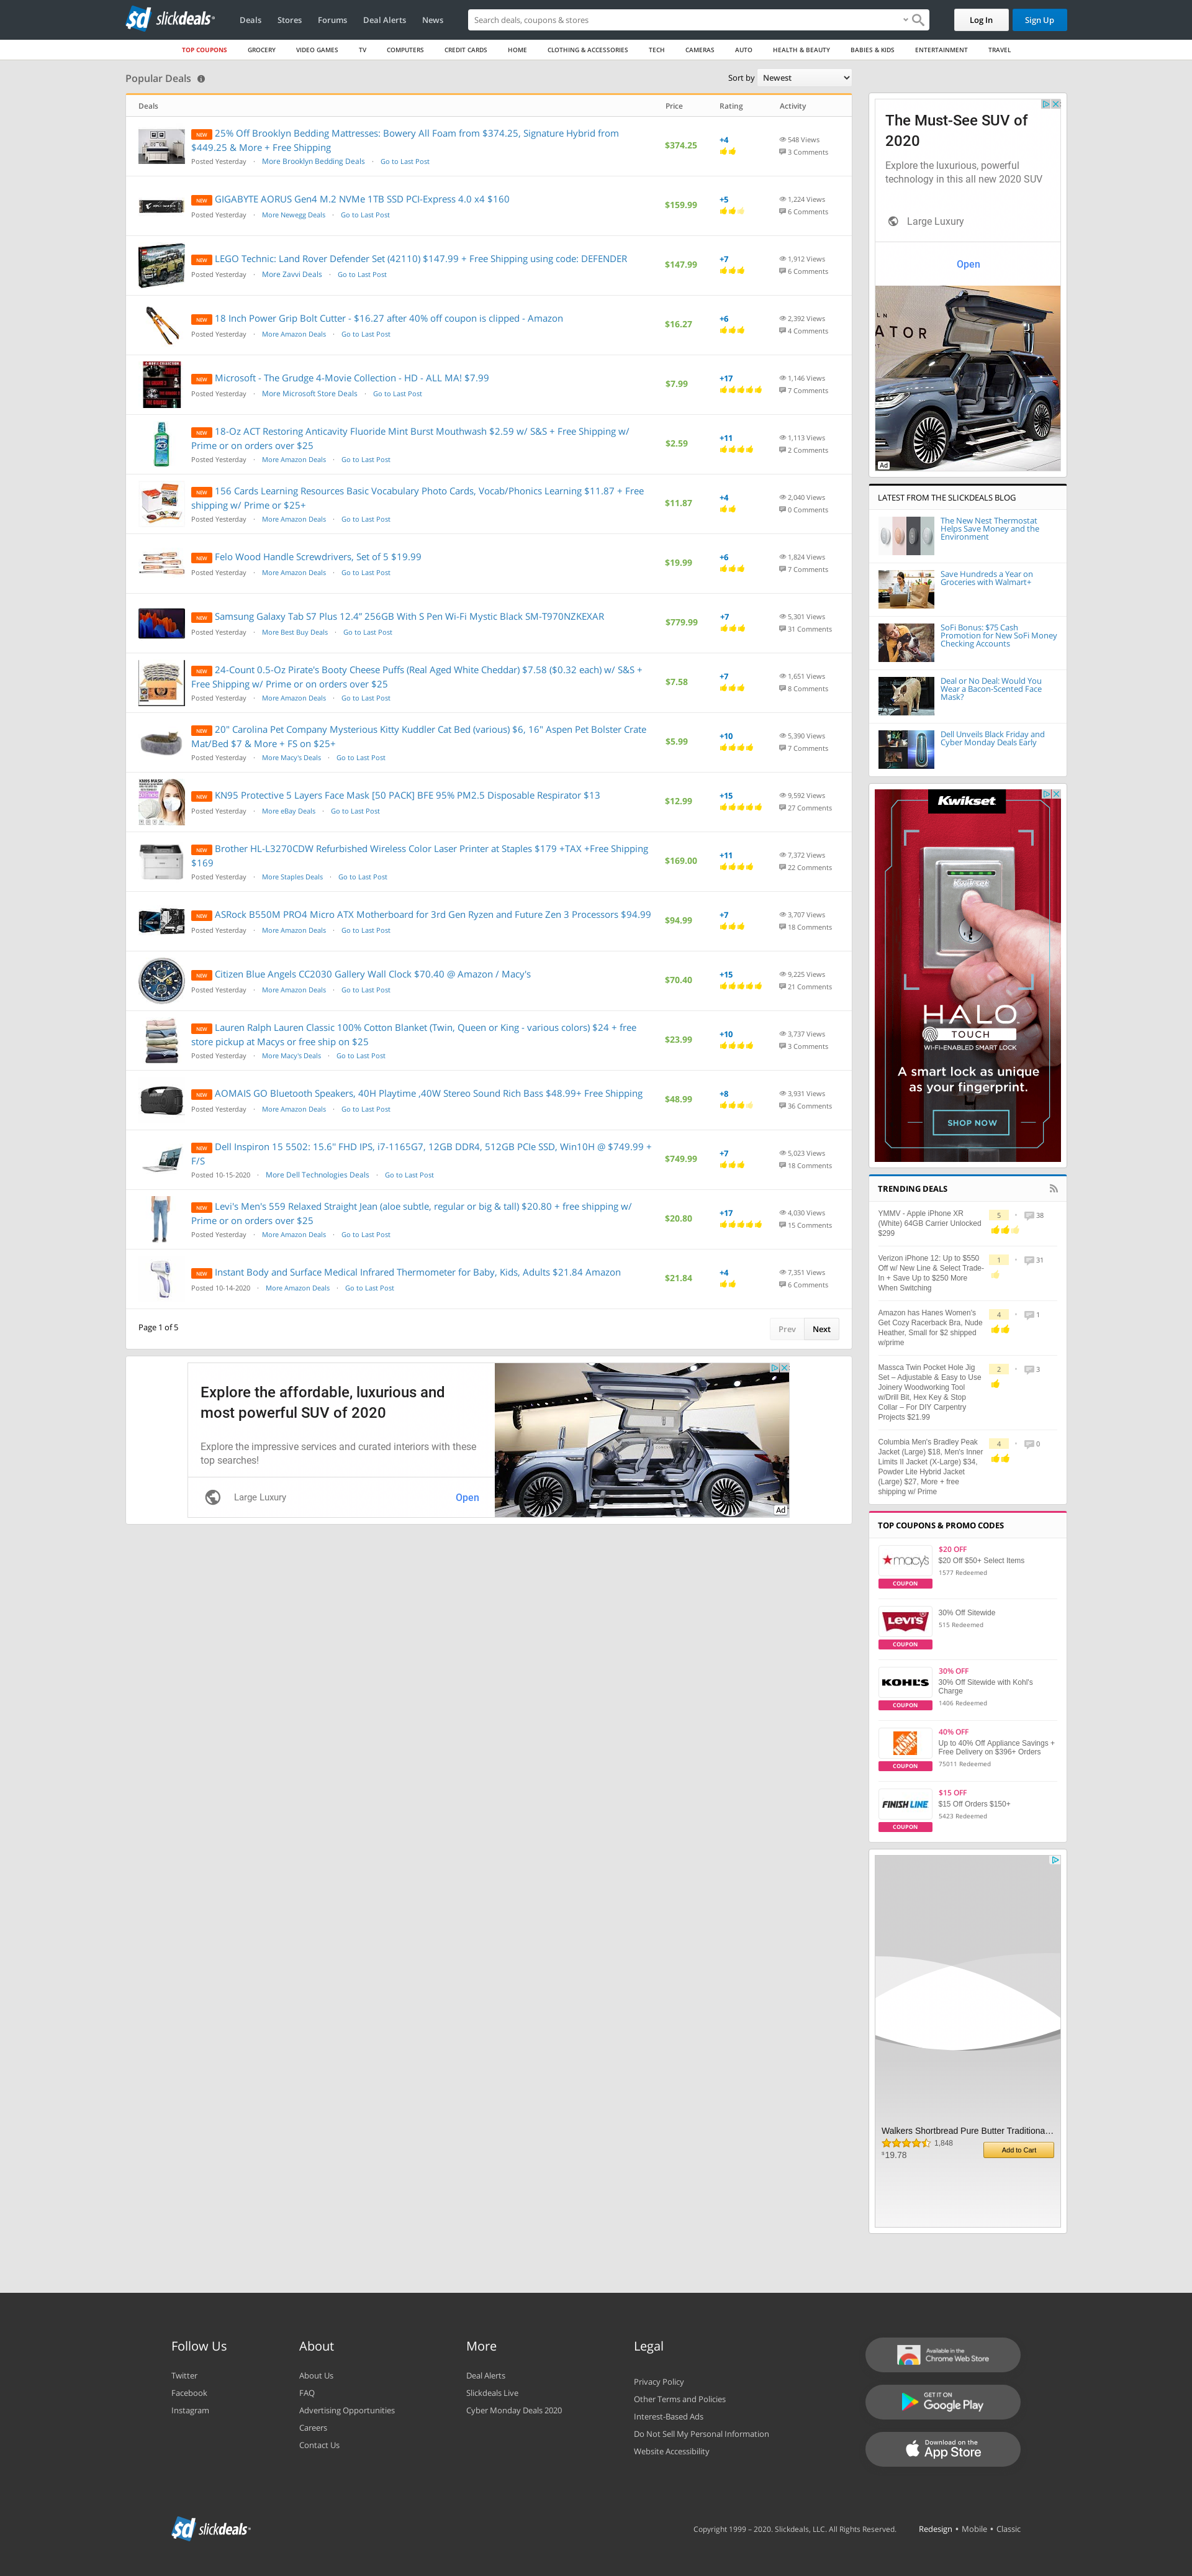 sd slickdeals
Deals Stores Forums Deal Alerts News
Search deals, coupons & stores
Log In
Sign Up
TOP COUPONS GROCERY VIDEO GAMES TV COMPUTERS CREDIT CARDS HOME CLOTHING & ACCESSORIES TECH CAMERAS AUTO HEALTH & BEAUTY BABIES & KIDS ENTERTAINMENT TRAVEL
Popular Deals
Sort by Newest
Deals Price Rating Activity
NEW 25% Off Brooklyn Bedding Mattresses: Bowery All Foam from $374.25, Signature Hybrid from
$449.25 & More + Free Shipping
Posted Yesterday · More Brooklyn Bedding Deals · Go to Last Post
$374.25
+4
548 Views
3 Comments
NEW GIGABYTE AORUS Gen4 M.2 NVMe 1TB SSD PCI-Express 4.0 x4 $160
Posted Yesterday · More Newegg Deals · Go to Last Post
$159.99
+5
1,224 Views
6 Comments
NEW LEGO Technic: Land Rover Defender Set (42110) $147.99 + Free Shipping using code: DEFENDER
Posted Yesterday · More Zavvi Deals · Go to Last Post
$147.99
+7
1,912 Views
6 Comments
NEW 18 Inch Power Grip Bolt Cutter - $16.27 after 40% off coupon is clipped - Amazon
Posted Yesterday · More Amazon Deals · Go to Last Post
$16.27
+6
2,392 Views
4 Comments
NEW Microsoft - The Grudge 4-Movie Collection - HD - ALL MA! $7.99
Posted Yesterday · More Microsoft Store Deals · Go to Last Post
$7.99
+17
1,146 Views
7 Comments
NEW 18-Oz ACT Restoring Anticavity Fluoride Mint Burst Mouthwash $2.59 w/ S&S + Free Shipping w/
Prime or on orders over $25
Posted Yesterday · More Amazon Deals · Go to Last Post
$2.59
+11
1,113 Views
2 Comments
NEW 156 Cards Learning Resources Basic Vocabulary Photo Cards, Vocab/Phonics Learning $11.87 + Free
shipping w/ Prime or $25+
Posted Yesterday · More Amazon Deals · Go to Last Post
$11.87
+4
2,040 Views
0 Comments
NEW Felo Wood Handle Screwdrivers, Set of 5 $19.99
Posted Yesterday · More Amazon Deals · Go to Last Post
$19.99
+6
1,824 Views
7 Comments
NEW Samsung Galaxy Tab S7 Plus 12.4” 256GB With S Pen Wi-Fi Mystic Black SM-T970NZKEXAR
Posted Yesterday · More Best Buy Deals · Go to Last Post
$779.99
+7
5,301 Views
31 Comments
NEW 24-Count 0.5-Oz Pirate's Booty Cheese Puffs (Real Aged White Cheddar) $7.58 ($0.32 each) w/ S&S +
Free Shipping w/ Prime or on orders over $25
Posted Yesterday · More Amazon Deals · Go to Last Post
$7.58
+7
1,651 Views
8 Comments
NEW 20" Carolina Pet Company Mysterious Kitty Kuddler Cat Bed (various) $6, 16" Aspen Pet Bolster Crate
Mat/Bed $7 & More + FS on $25+
Posted Yesterday · More Macy's Deals · Go to Last Post
$5.99
+10
5,390 Views
7 Comments
NEW KN95 Protective 5 Layers Face Mask [50 PACK] BFE 95% PM2.5 Disposable Respirator $13
Posted Yesterday · More eBay Deals · Go to Last Post
$12.99
+15
9,592 Views
27 Comments
NEW Brother HL-L3270CDW Refurbished Wireless Color Laser Printer at Staples $179 +TAX +Free Shipping
$169
Posted Yesterday · More Staples Deals · Go to Last Post
$169.00
+11
7,372 Views
22 Comments
NEW ASRock B550M PRO4 Micro ATX Motherboard for 3rd Gen Ryzen and Future Zen 3 Processors $94.99
Posted Yesterday · More Amazon Deals · Go to Last Post
$94.99
+7
3,707 Views
18 Comments
NEW Citizen Blue Angels CC2030 Gallery Wall Clock $70.40 @ Amazon / Macy's
Posted Yesterday · More Amazon Deals · Go to Last Post
$70.40
+15
9,225 Views
21 Comments
NEW Lauren Ralph Lauren Classic 100% Cotton Blanket (Twin, Queen or King - various colors) $24 + free
store pickup at Macys or free ship on $25
Posted Yesterday · More Macy's Deals · Go to Last Post
$23.99
+10
3,737 Views
3 Comments
NEW AOMAIS GO Bluetooth Speakers, 40H Playtime ,40W Stereo Sound Rich Bass $48.99+ Free Shipping
Posted Yesterday · More Amazon Deals · Go to Last Post
$48.99
+8
3,931 Views
36 Comments
NEW Dell Inspiron 15 5502: 15.6" FHD IPS, i7-1165G7, 12GB DDR4, 512GB PCIe SSD, Win10H @ $749.99 +
F/S
Posted 10-15-2020 · More Dell Technologies Deals · Go to Last Post
$749.99
+7
5,023 Views
18 Comments
NEW Levi's Men's 559 Relaxed Straight Jean (aloe subtle, regular or big & tall) $20.80 + free shipping w/
Prime or on orders over $25
Posted Yesterday · More Amazon Deals · Go to Last Post
$20.80
+17
4,030 Views
15 Comments
NEW Instant Body and Surface Medical Infrared Thermometer for Baby, Kids, Adults $21.84 Amazon
Posted 10-14-2020 · More Amazon Deals · Go to Last Post
$21.84
+4
7,351 Views
6 Comments
Page 1 of 5
Prev Next
Explore the affordable, luxurious and
most powerful SUV of 2020
Explore the impressive services and curated interiors with these
top searches!
Large Luxury
Open
Ad
The Must-See SUV of
2020
Explore the luxurious, powerful
technology in this all new 2020 SUV
Large Luxury
Open
Ad
LATEST FROM THE SLICKDEALS BLOG
The New Nest Thermostat
Helps Save Money and the
Environment
Save Hundreds a Year on
Groceries with Walmart+
SoFi Bonus: $75 Cash
Promotion for New SoFi Money
Checking Accounts
Deal or No Deal: Would You
Wear a Bacon-Scented Face
Mask?
Dell Unveils Black Friday and
Cyber Monday Deals Early
Kwikset
Kwikset
HALO
TOUCH
WI-FI-ENABLED SMART LOCK
A smart lock as unique
as your fingerprint.
SHOP NOW
TRENDING DEALS
YMMV - Apple iPhone XR
(White) 64GB Carrier Unlocked
$299
5 · 38
Verizon iPhone 12: Up to $550
Off w/ New Line & Select Trade-
In + Save Up to $250 More
When Switching
1 · 31
Amazon has Hanes Women's
Get Cozy Racerback Bra, Nude
Heather, Small for $2 shipped
w/prime
4 · 1
Massca Twin Pocket Hole Jig
Set – Adjustable & Easy to Use
Joinery Woodworking Tool
w/Drill Bit, Hex Key & Stop
Collar – For DIY Carpentry
Projects $21.99
2 · 3
Columbia Men's Bradley Peak
Jacket (Large) $18, Men's Inner
Limits II Jacket (X-Large) $34,
Powder Lite Hybrid Jacket
(Large) $27, More + free
shipping w/ Prime
4 · 0
TOP COUPONS & PROMO CODES
macy's
COUPON
$20 OFF
$20 Off $50+ Select Items
1577 Redeemed
LEVI'S
COUPON
30% Off Sitewide
515 Redeemed
KOHL'S
COUPON
30% OFF
30% Off Sitewide with Kohl's
Charge
1406 Redeemed
THE HOME DEPOT
COUPON
40% OFF
Up to 40% Off Appliance Savings +
Free Delivery on $396+ Orders
75011 Redeemed
FINISH LINE
COUPON
$15 OFF
$15 Off Orders $150+
5423 Redeemed
Walkers Shortbread Pure Butter Traditiona…
1,848
$19.78
Add to Cart
Follow Us
Twitter
Facebook
Instagram
About
About Us
FAQ
Advertising Opportunities
Careers
Contact Us
More
Deal Alerts
Slickdeals Live
Cyber Monday Deals 2020
Legal
Privacy Policy
Other Terms and Policies
Interest-Based Ads
Do Not Sell My Personal Information
Website Accessibility
Available in the
Chrome Web Store
GET IT ON
Google Play
Download on the
App Store
sd slickdeals
Copyright 1999 – 2020. Slickdeals, LLC. All Rights Reserved.
Redesign • Mobile • Classic